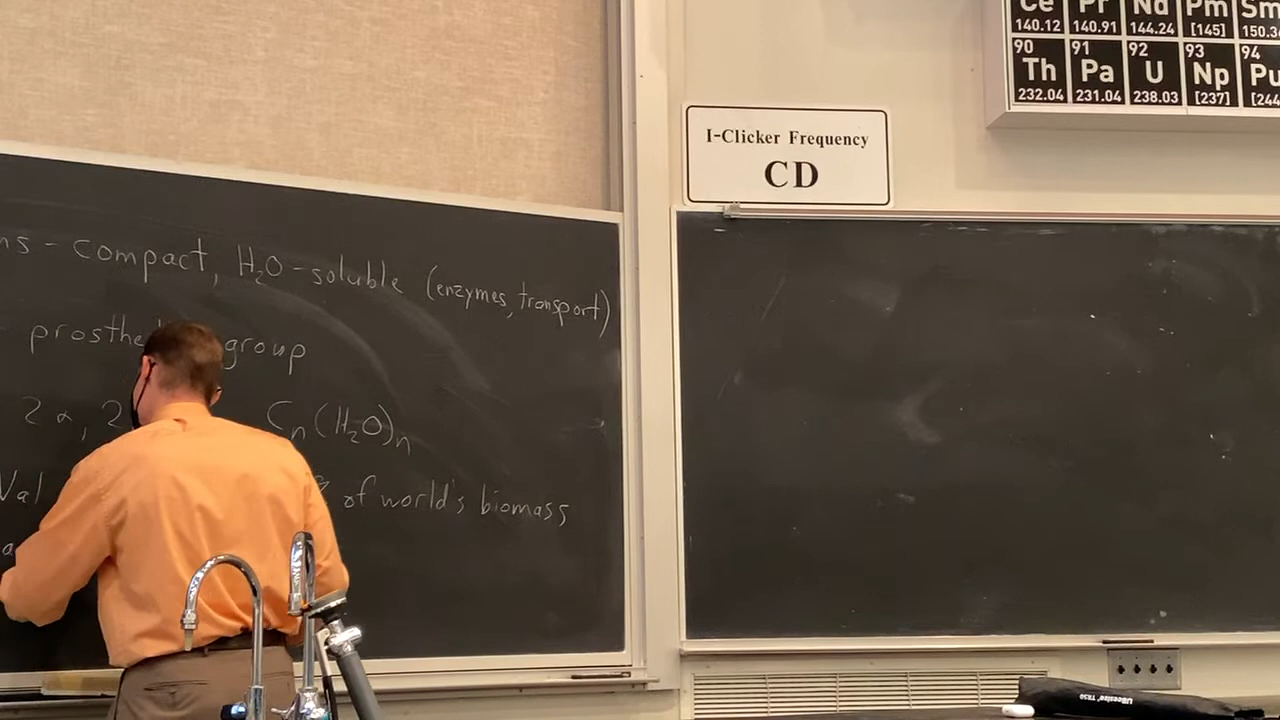 ns - compact, H₂O-soluble (enzymes, transport)
group
2 α, 2
Cₙ(H₂O)ₙ
Val
of world's biomass
I-Clicker Frequency
CD
Ce Pr Nd Pm Sm
140.12 140.91 144.24 [145] 150.3
90 91 92 93 94
Th Pa U Np Pu
232.04 231.04 238.03 [237] [244